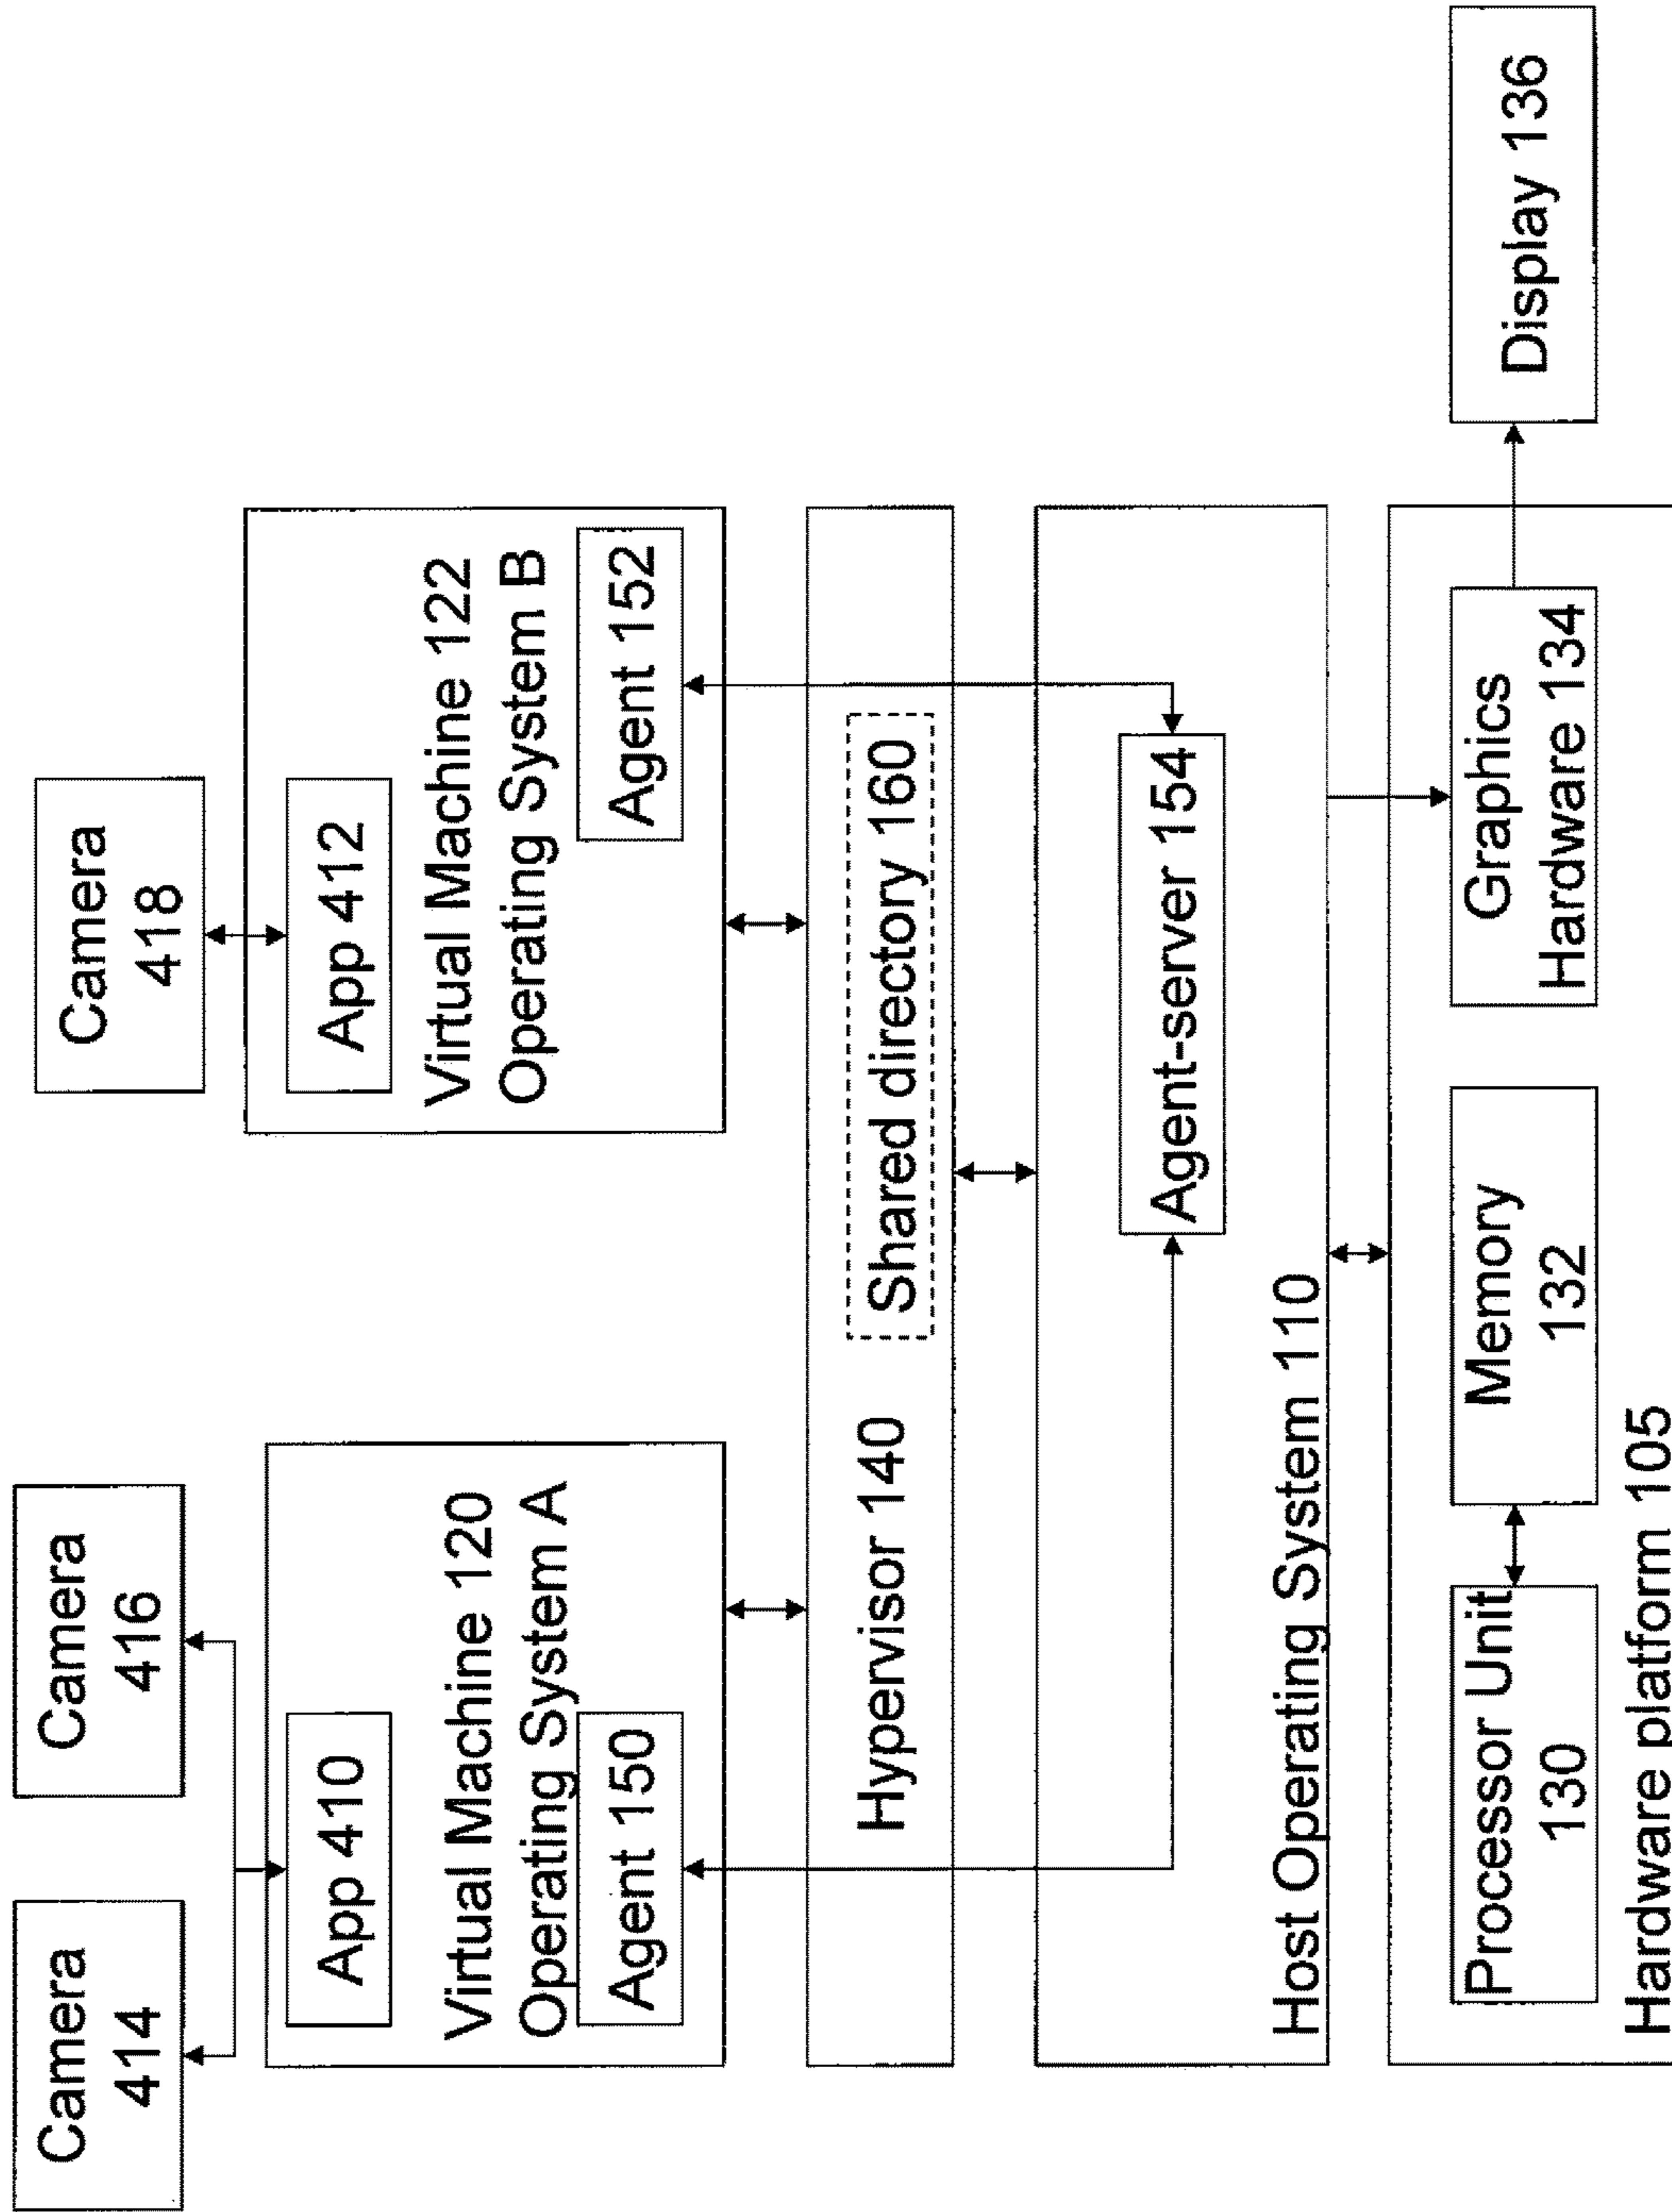 Camera
414
Camera
416
Camera
418
App 410
Virtual Machine 120
Operating System A
Agent 150
App 412
Virtual Machine 122
Operating System B
Agent 152
Hypervisor 140
Shared directory 160
Agent-server 154
Host Operating System 110
Processor Unit
130
Memory
132
Graphics
Hardware 134
Display 136
Hardware platform 105